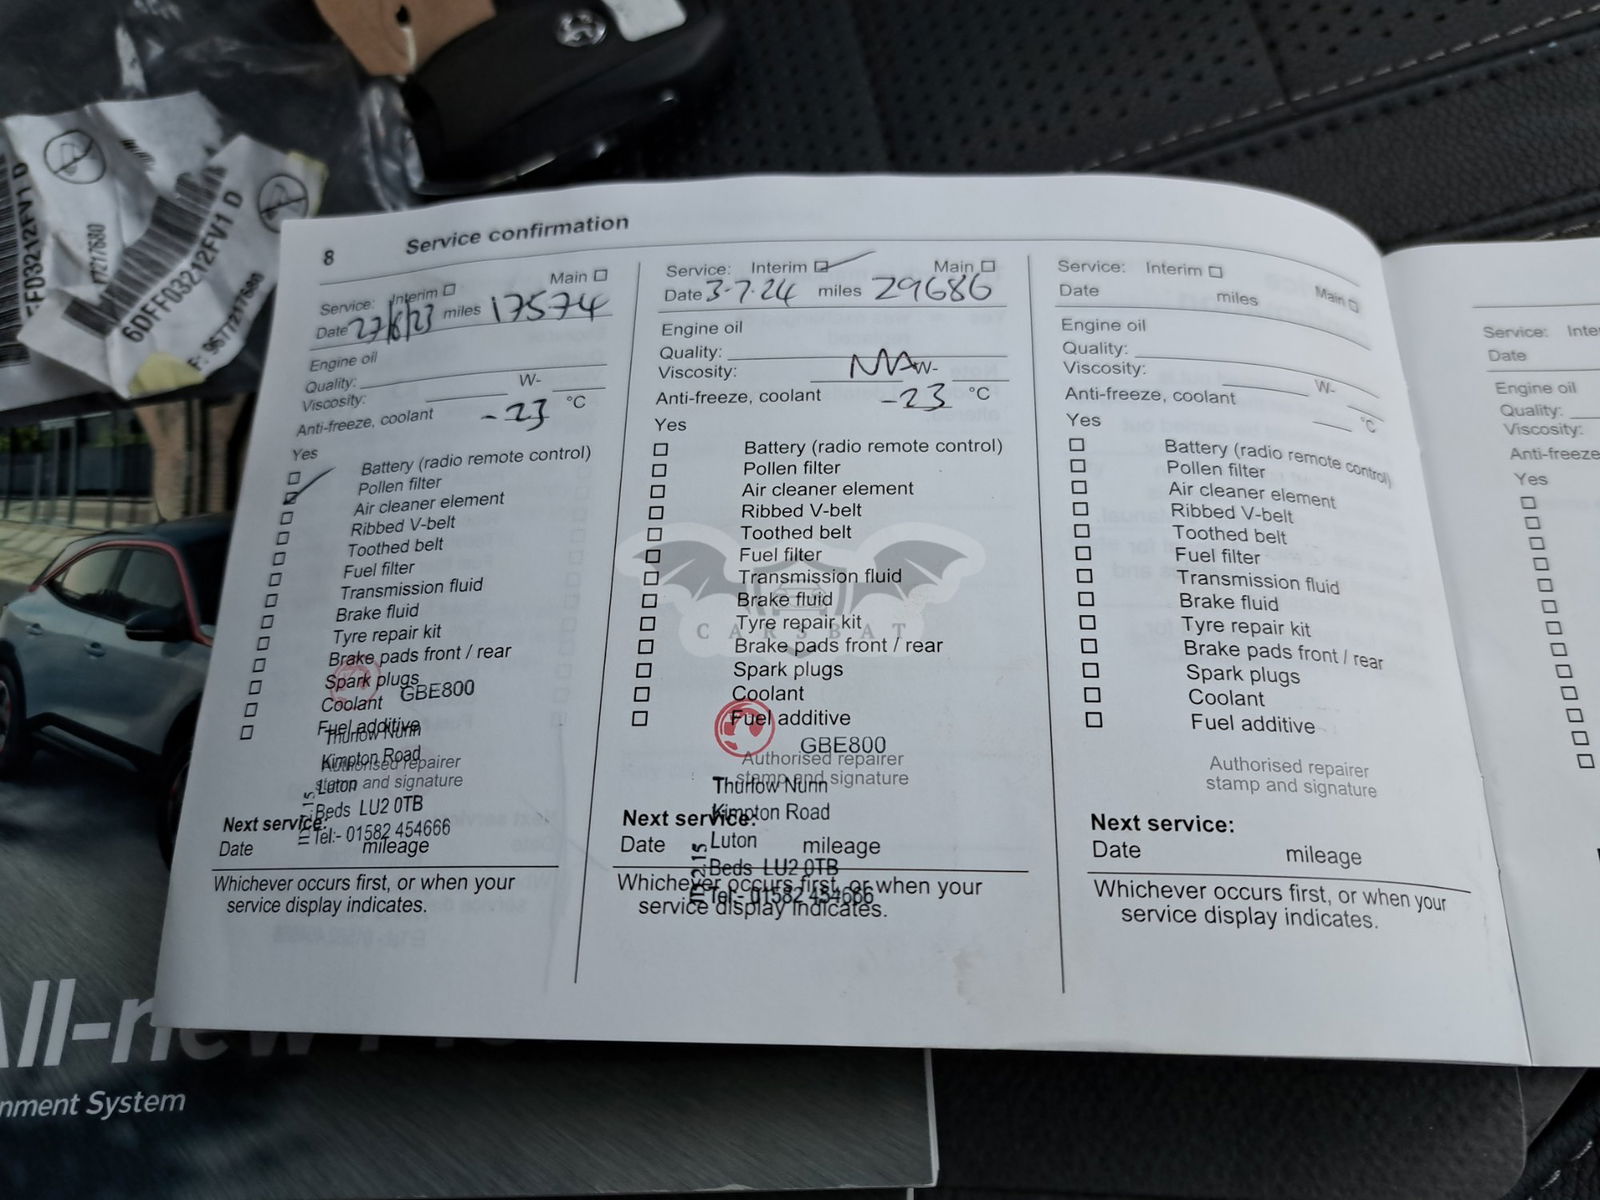 8 Service confirmation
Service: Interim Main
Date 27/6/23 miles 17574
Engine oil
Quality:
Viscosity: W-
Anti-freeze, coolant -23 °C
Yes
Battery (radio remote control)
Pollen filter
Air cleaner element
Ribbed V-belt
Toothed belt
Fuel filter
Transmission fluid
Brake fluid
Tyre repair kit
Brake pads front / rear
Spark plugs
Coolant GBE800
Fuel additive
Thurlow Nunn
Kimpton Road
Authorised repairer
stamp and signature
Luton
Beds LU2 0TB
Tel:- 01582 454666
Next service:
Date mileage
Whichever occurs first, or when your
service display indicates.
Service: Interim Main
Date 3-7-24 miles 29686
Engine oil
Quality:
Viscosity: W-
Anti-freeze, coolant -23 °C
Yes
Battery (radio remote control)
Pollen filter
Air cleaner element
Ribbed V-belt
Toothed belt
Fuel filter
Transmission fluid
Brake fluid
Tyre repair kit
Brake pads front / rear
Spark plugs
Coolant
Fuel additive
GBE800
Authorised repairer
stamp and signature
Thurlow Nunn
Kimpton Road
Luton
Beds LU2 0TB
Tel:- 01582 454666
Next service:
Date mileage
Whichever occurs first, or when your
service display indicates.
Service: Interim Main
Date miles
Engine oil
Quality:
Viscosity: W-
Anti-freeze, coolant °C
Yes
Battery (radio remote control)
Pollen filter
Air cleaner element
Ribbed V-belt
Toothed belt
Fuel filter
Transmission fluid
Brake fluid
Tyre repair kit
Brake pads front / rear
Spark plugs
Coolant
Fuel additive
Authorised repairer
stamp and signature
Next service:
Date mileage
Whichever occurs first, or when your
service display indicates.
Service:
Date
Engine oil
Quality:
Viscosity:
Anti-freeze
Yes
CARSBAT
6DFF03212FV1 D
All-new
System